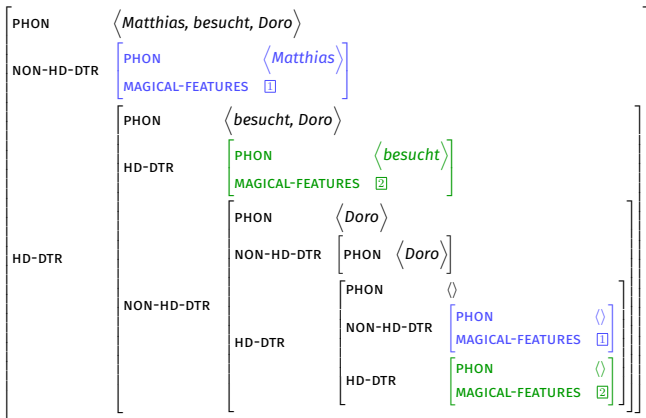 PHON ⟨Matthias, besucht, Doro⟩
NON-HD-DTR PHON ⟨Matthias⟩
MAGICAL-FEATURES 1
PHON ⟨besucht, Doro⟩
HD-DTR PHON ⟨besucht⟩
MAGICAL-FEATURES 2
PHON ⟨Doro⟩
NON-HD-DTR PHON ⟨Doro⟩
HD-DTR
PHON ⟨⟩
NON-HD-DTR
NON-HD-DTR PHON ⟨⟩
MAGICAL-FEATURES 1
HD-DTR
HD-DTR PHON ⟨⟩
MAGICAL-FEATURES 2